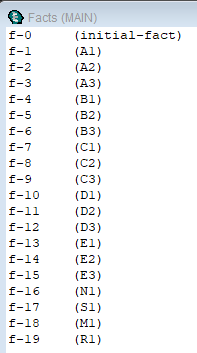 Facts (MAIN)
f-0 (initial-fact)
f-1 (A1)
f-2 (A2)
f-3 (A3)
f-4 (B1)
f-5 (B2)
f-6 (B3)
f-7 (C1)
f-8 (C2)
f-9 (C3)
f-10 (D1)
f-11 (D2)
f-12 (D3)
f-13 (E1)
f-14 (E2)
f-15 (E3)
f-16 (N1)
f-17 (S1)
f-18 (M1)
f-19 (R1)